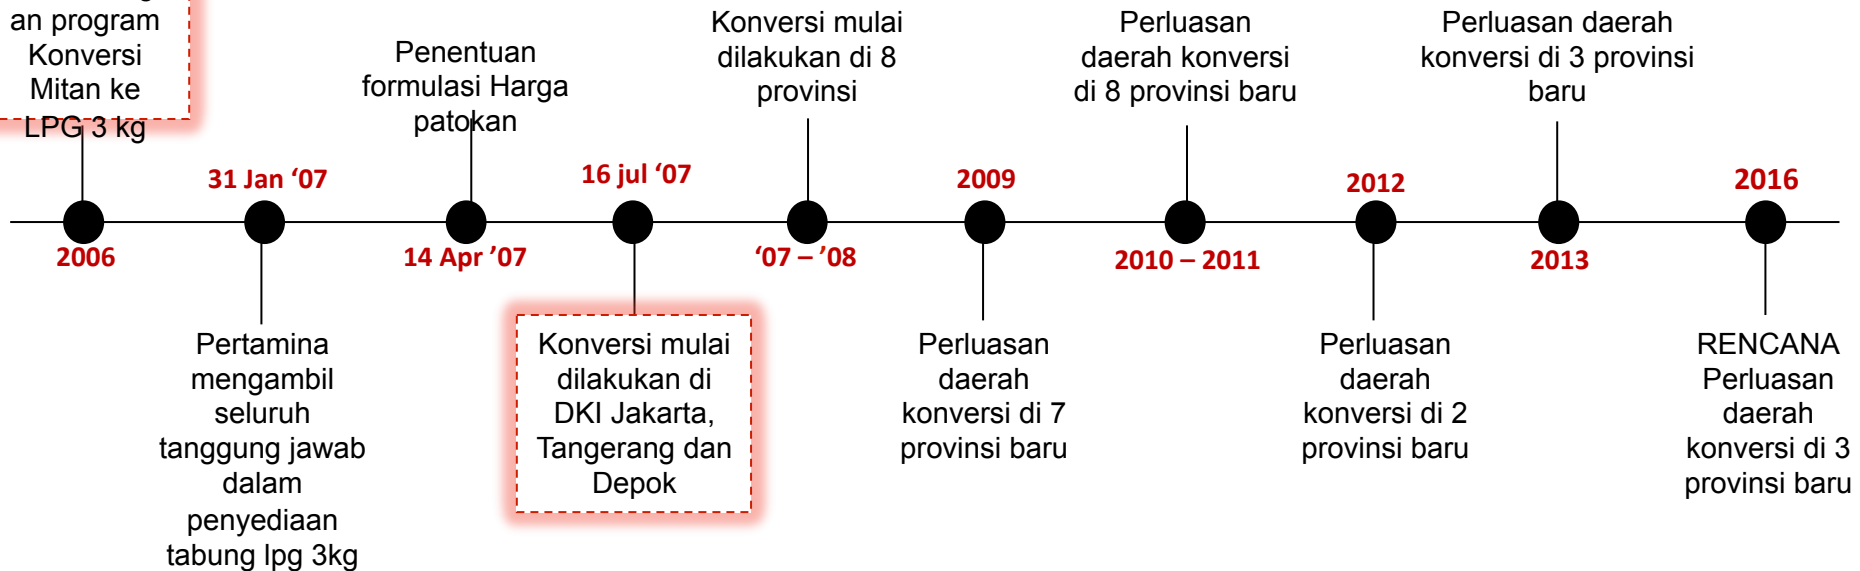 an program
Konversi
Mitan ke
LPG 3 kg
2006
31 Jan ‘07
Pertamina
mengambil
seluruh
tanggung jawab
dalam
penyediaan
tabung lpg 3kg
Penentuan
formulasi Harga
patokan
14 Apr ’07
16 jul ‘07
Konversi mulai
dilakukan di
DKI Jakarta,
Tangerang dan
Depok
Konversi mulai
dilakukan di 8
provinsi
‘07 – ’08
2009
Perluasan
daerah
konversi di 7
provinsi baru
Perluasan
daerah konversi
di 8 provinsi baru
2010 – 2011
2012
Perluasan
daerah
konversi di 2
provinsi baru
Perluasan daerah
konversi di 3 provinsi
baru
2013
2016
RENCANA
Perluasan
daerah
konversi di 3
provinsi baru